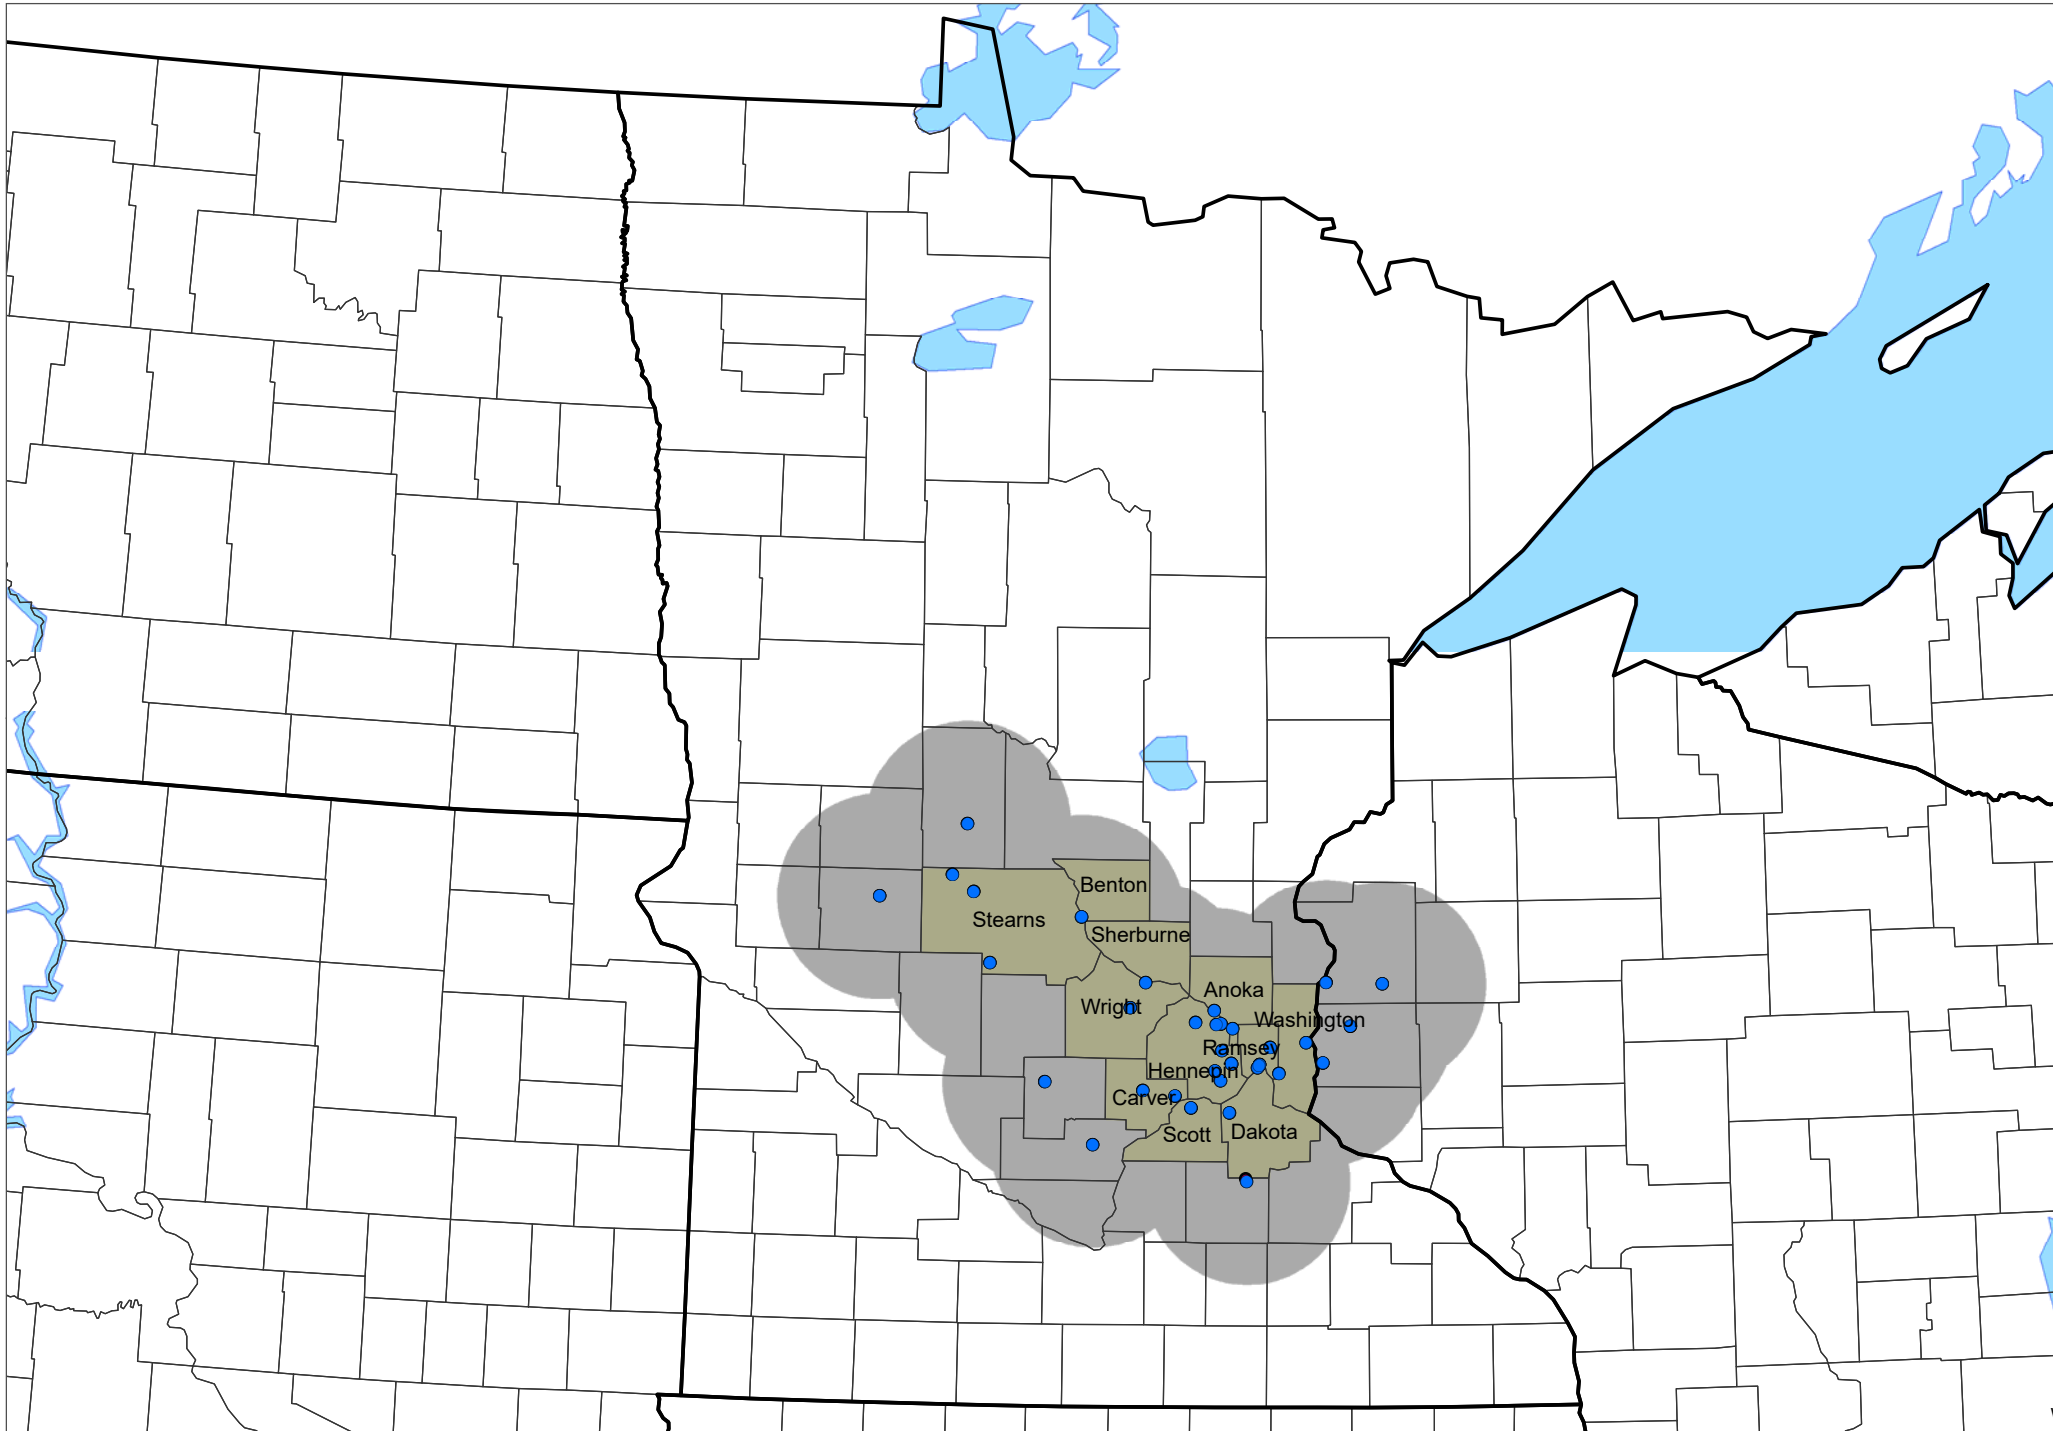 Benton
Stearns
Sherburne
Anoka
Wright
Washington
Ramsey
Hennepin
Carver
Scott
Dakota